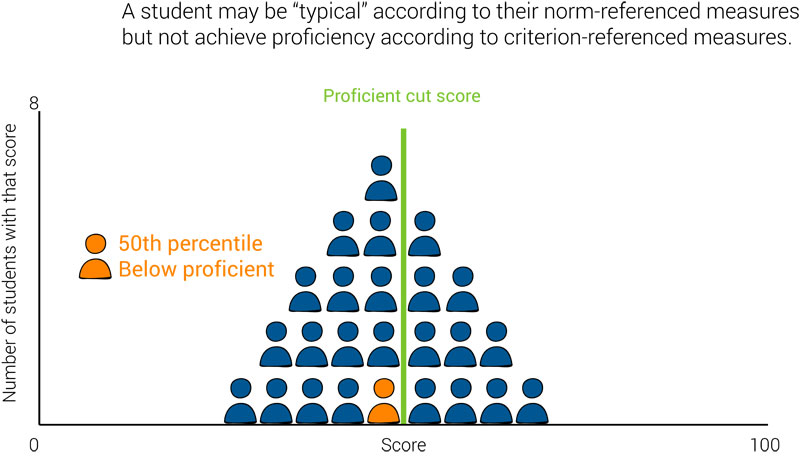 A student may be “typical” according to their norm-referenced measures
but not achieve proficiency according to criterion-referenced measures.
Proficient cut score
8
Number of students with that score
50th percentile
Below proficient
0
Score
100